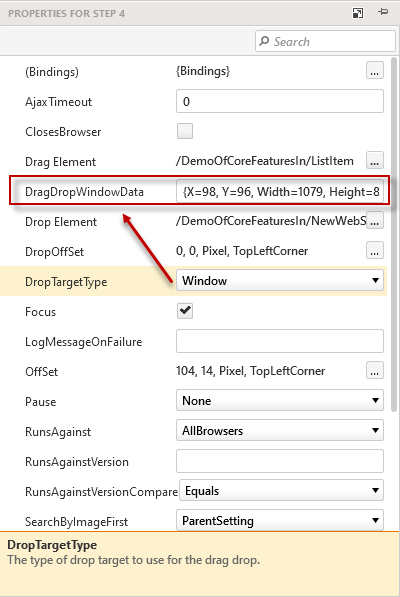 PROPERTIES FOR STEP 4
Search
(Bindings) {Bindings} ...
AjaxTimeout 0
ClosesBrowser
Drag Element /DemoOfCoreFeaturesIn/ListItem ...
DragDropWindowData {X=98, Y=96, Width=1079, Height=8
Drop Element /DemoOfCoreFeaturesIn/NewWebS ...
DropOffSet 0, 0, Pixel, TopLeftCorner ...
DropTargetType Window
Focus
LogMessageOnFailure
OffSet 104, 14, Pixel, TopLeftCorner ...
Pause None
RunsAgainst AllBrowsers
RunsAgainstVersion
RunsAgainstVersionCompare Equals
SearchByImageFirst ParentSetting
DropTargetType
The type of drop target to use for the drag drop.